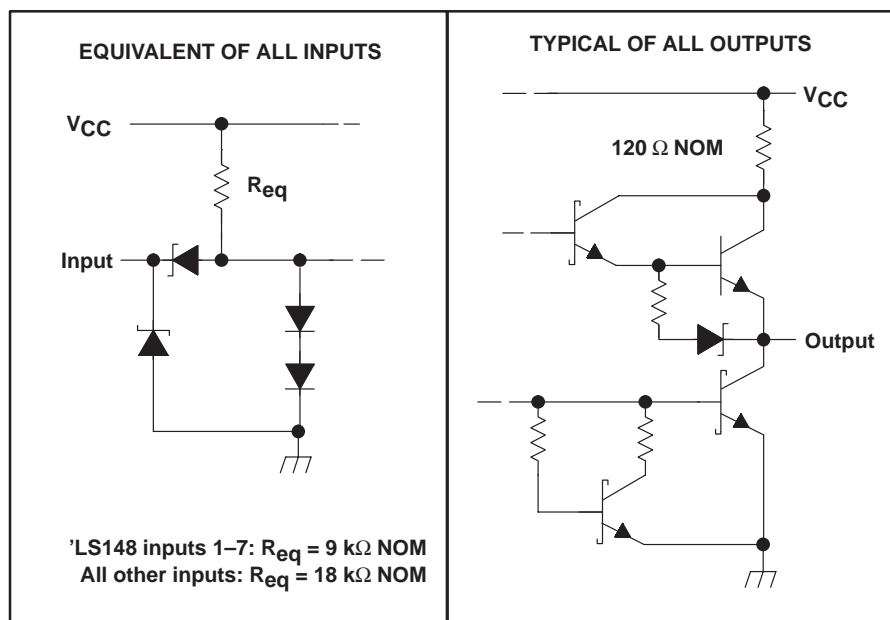 EQUIVALENT OF ALL INPUTS
VCC
Req
Input
'LS148 inputs 1–7: Req = 9 kΩ NOM
All other inputs: Req = 18 kΩ NOM
TYPICAL OF ALL OUTPUTS
VCC
120 Ω NOM
Output